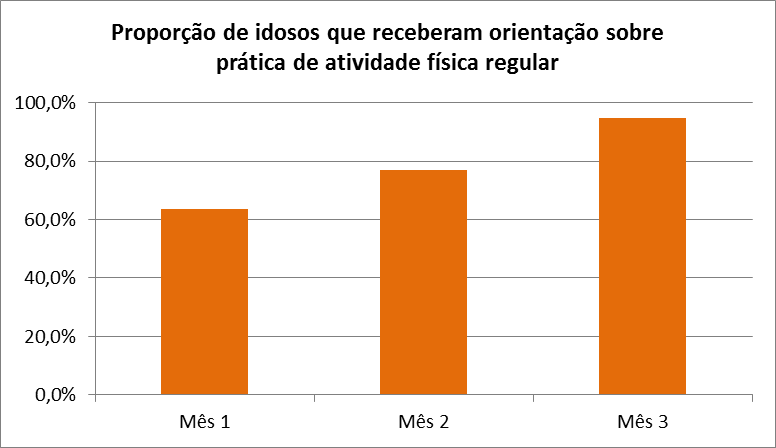 Proporção de idosos que receberam orientação sobre
prática de atividade física regular
100,0%
80,0%
60,0%
40,0%
20,0%
0,0%
Mês 1
Mês 2
Mês 3